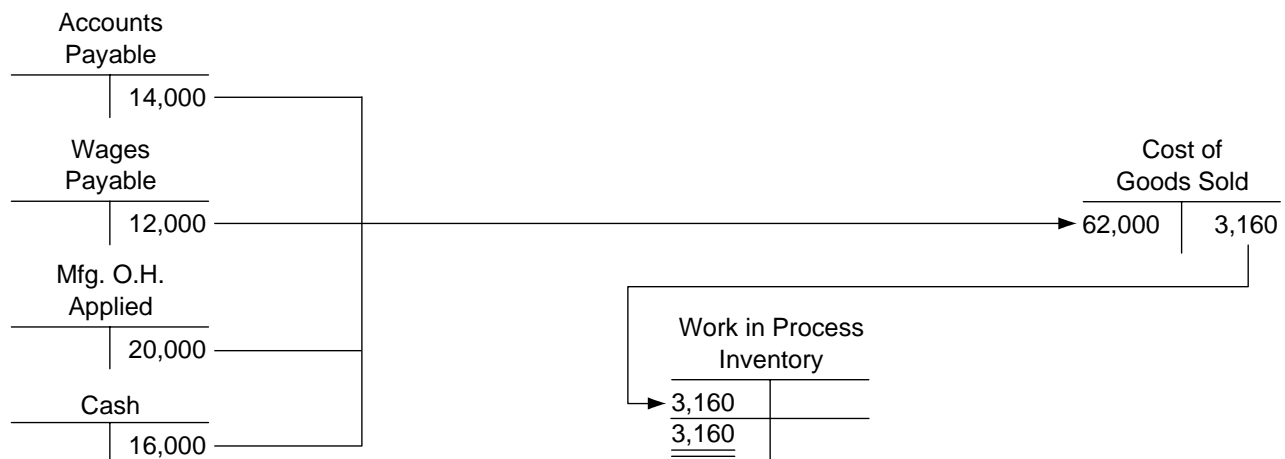 Accounts
Payable
14,000
Wages
Payable
12,000
Mfg. O.H.
Applied
20,000
Cash
16,000
Cost of
Goods Sold
62,000 3,160
Work in Process
Inventory
3,160
3,160